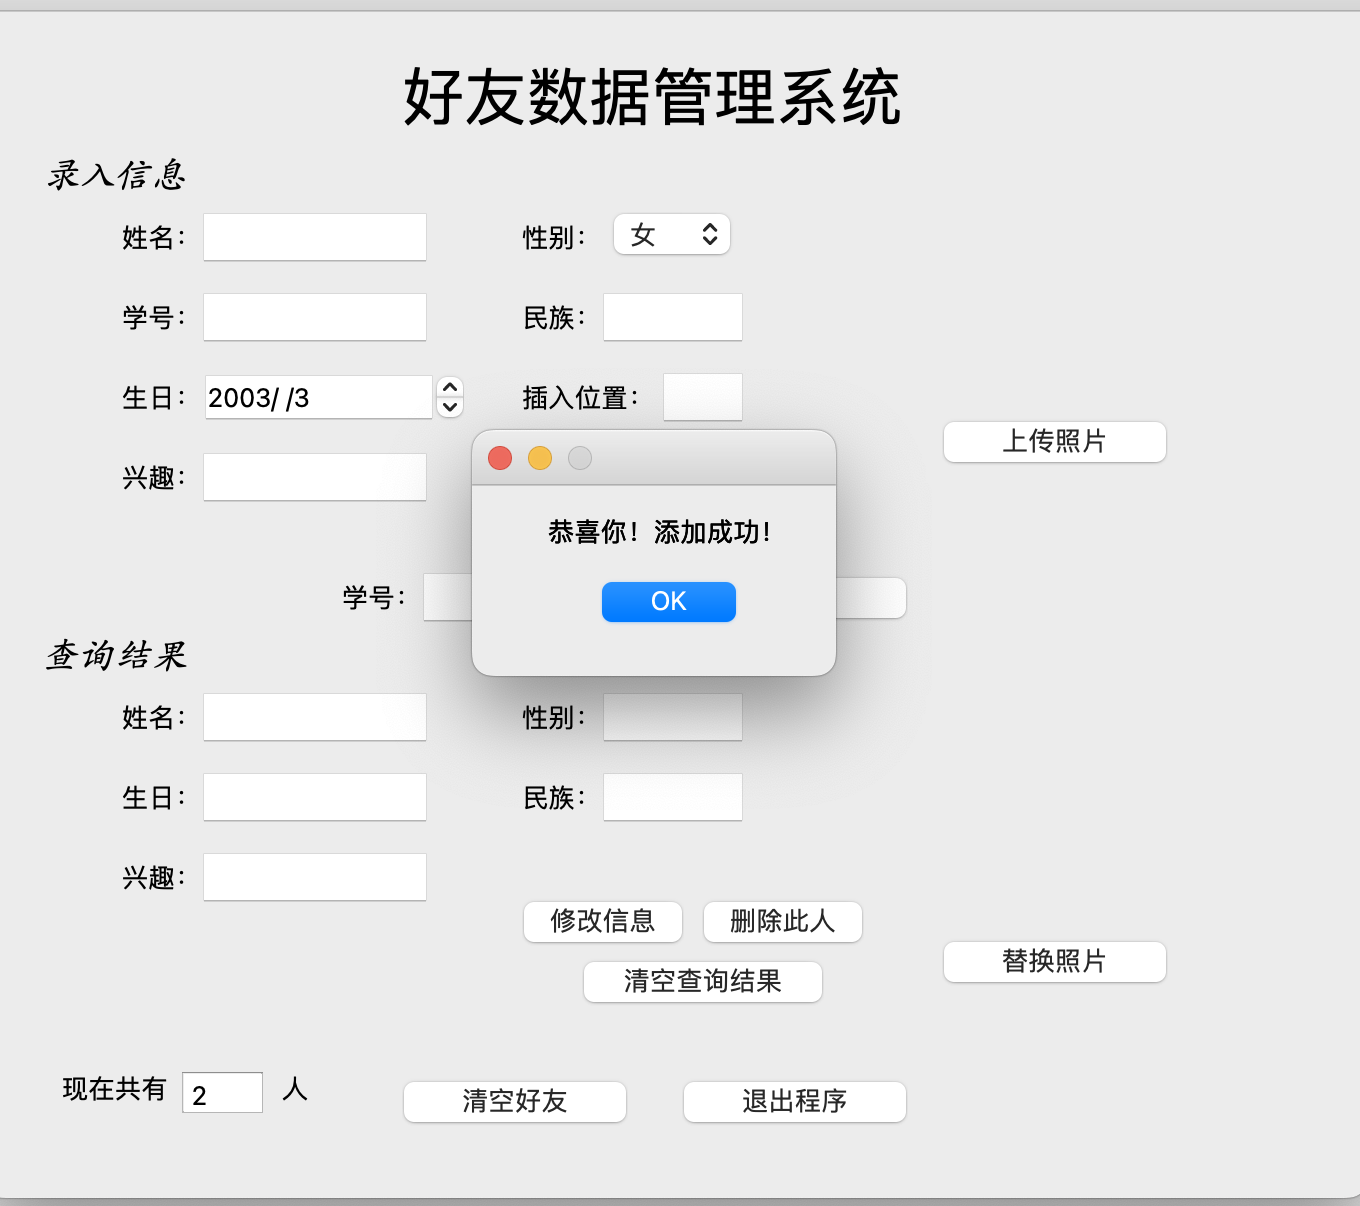 好友数据管理系统
录入信息
姓名： 性别： 女
学号： 民族：
生日： 2003/ /3 插入位置：
上传照片
兴趣：
恭喜你！添加成功！
学号： OK
查询结果
姓名： 性别：
生日： 民族：
兴趣：
修改信息 删除此人
替换照片
清空查询结果
现在共有 2 人 清空好友 退出程序